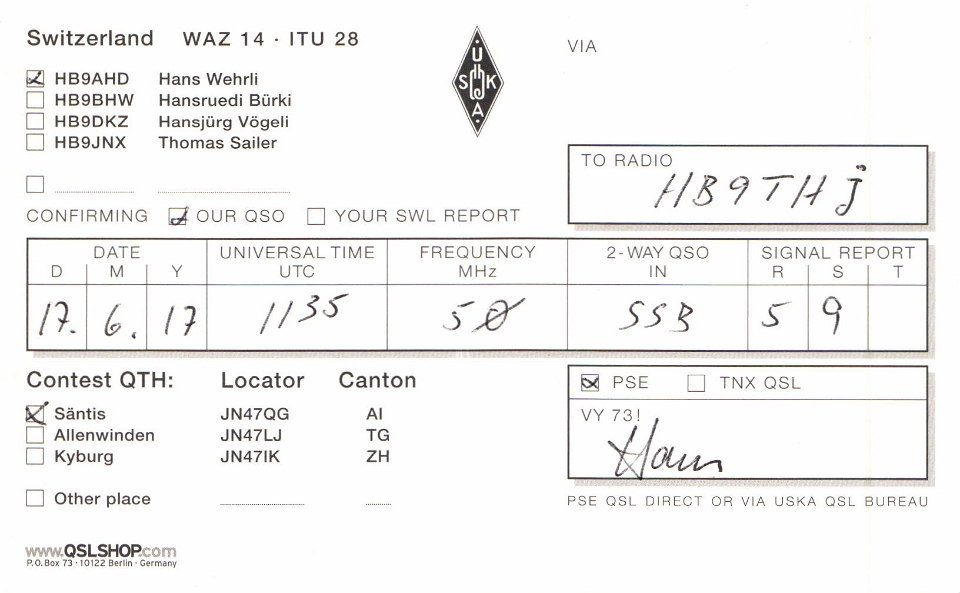 Switzerland WAZ 14 · ITU 28
HB9AHD Hans Wehrli
HB9BHW Hansruedi Bürki
HB9DKZ Hansjürg Vögeli
HB9JNX Thomas Sailer
USKA
VIA
TO RADIO
HB9THJ
CONFIRMING OUR QSO YOUR SWL REPORT
DATE UNIVERSAL TIME FREQUENCY 2-WAY QSO SIGNAL REPORT
D M Y UTC MHz IN R S T
17. 6. 17 1135 50 SSB 5 9
Contest QTH: Locator Canton
Säntis JN47QG AI
Allenwinden JN47LJ TG
Kyburg JN47IK ZH
Other place
PSE TNX QSL
VY 73!
Hans
PSE QSL DIRECT OR VIA USKA QSL BUREAU
www.QSLSHOP.com
P.O. Box 73 · 10122 Berlin · Germany